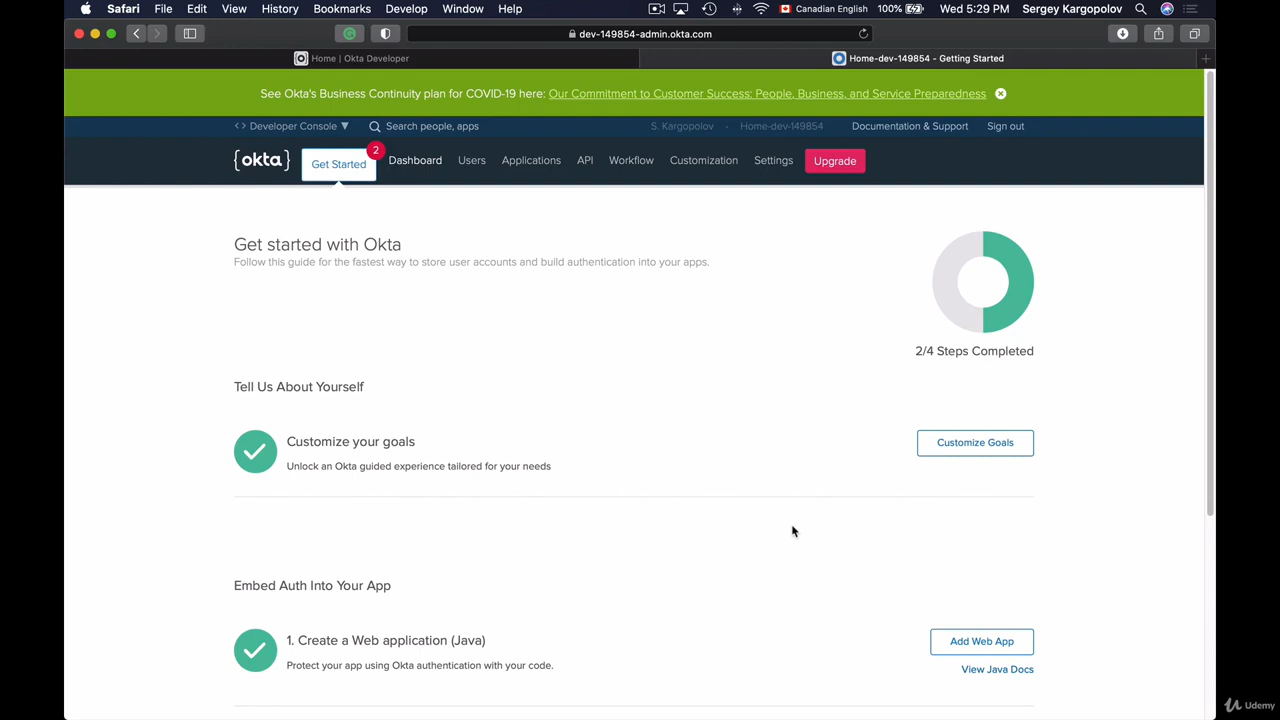 Safari File Edit View History Bookmarks Develop Window Help Canadian English 100% Wed 5:29 PM Sergey Kargopolov
dev-149854-admin.okta.com
Home | Okta Developer
Home-dev-149854 - Getting Started
See Okta's Business Continuity plan for COVID-19 here: Our Commitment to Customer Success: People, Business, and Service Preparedness
<> Developer Console ▼ Search people, apps S. Kargopolov · Home-dev-149854 Documentation & Support Sign out
{okta} Get Started 2 Dashboard Users Applications API Workflow Customization Settings Upgrade
Get started with Okta
Follow this guide for the fastest way to store user accounts and build authentication into your apps.
2/4 Steps Completed
Tell Us About Yourself
Customize your goals
Unlock an Okta guided experience tailored for your needs
Customize Goals
Embed Auth Into Your App
1. Create a Web application (Java)
Protect your app using Okta authentication with your code.
Add Web App
View Java Docs
Udemy